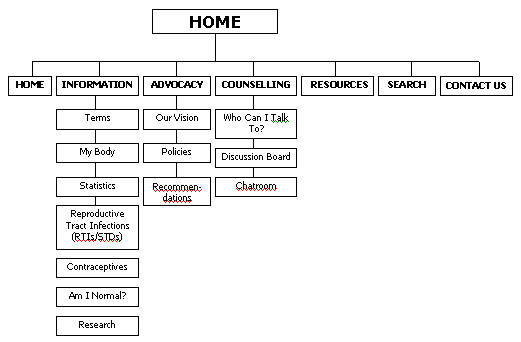 HOME
HOME
INFORMATION
ADVOCACY
COUNSELLING
RESOURCES
SEARCH
CONTACT US
Terms
My Body
Statistics
Reproductive
Tract Infections
(RTIs/STDs)
Contraceptives
Am I Normal?
Research
Our Vision
Policies
Recommen-
dations
Who Can I Talk
To?
Discussion Board
Chatroom